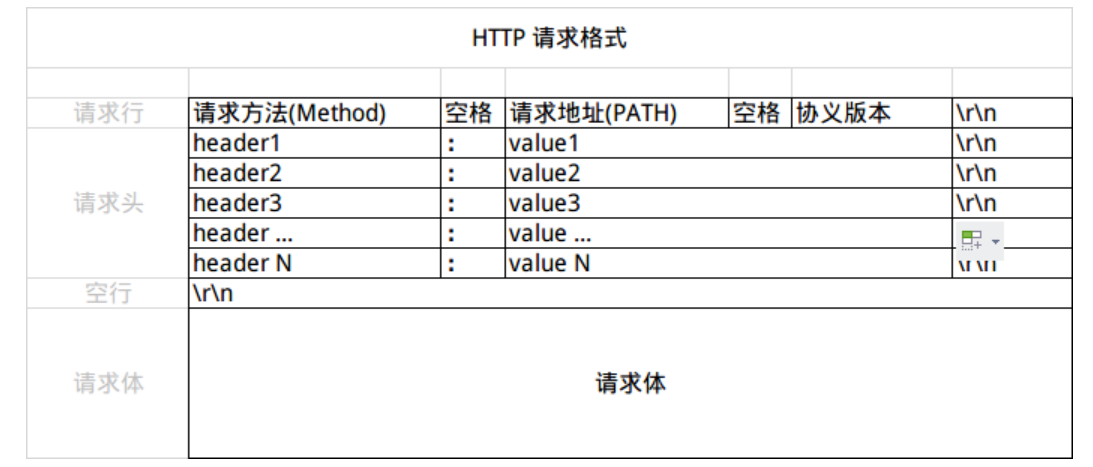 HTTP 请求格式
请求行 请求方法(Method) 空格 请求地址(PATH) 空格 协义版本 \r\n
header1 : value1 \r\n
header2 : value2 \r\n
请求头 header3 : value3 \r\n
header ... : value ...
header N : value N \r\n
空行 \r\n
请求体 请求体